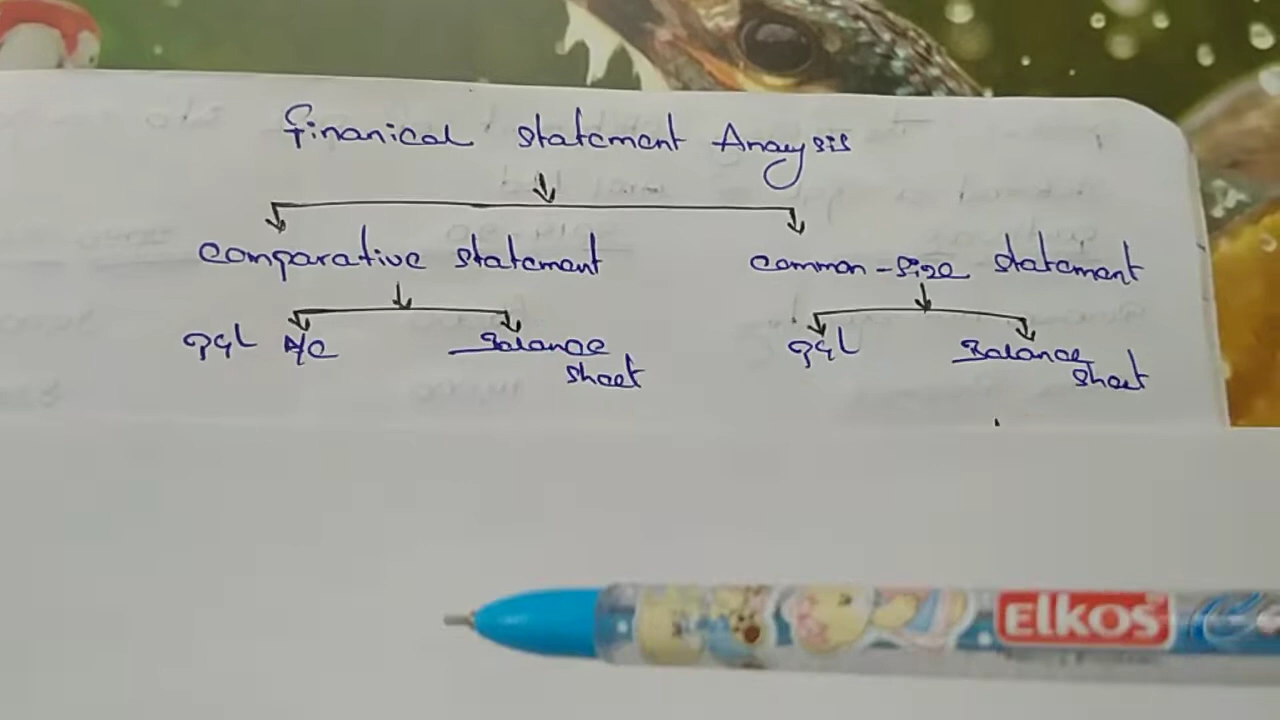 Finanical statement Anaysis
comparative statement
common-size statement
P&L A/C
Balance
sheet
P&L
Balance
sheet
Elkos